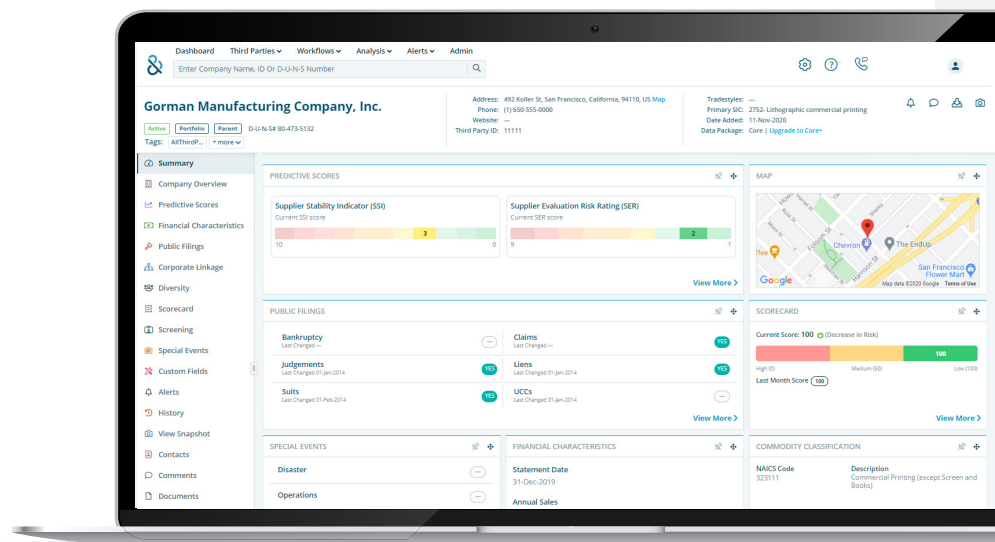 Dashboard Third Parties Workflows Analysis Alerts Admin
Enter Company Name, ID Or D-U-N-S Number
Gorman Manufacturing Company, Inc.
Active Portfolio Parent D-U-N-S# 80-473-5132
Tags: AllThirdP... + more
Address: 492 Koller St, San Francisco, California, 94110, US Map
Phone: (1) 650-555-0000
Website: —
Third Party ID: 11111
Tradestyles: —
Primary SIC: 2752- Lithographic commercial printing
Date Added: 11-Nov-2020
Data Package: Core | Upgrade to Core+
Summary
Company Overview
Predictive Scores
Financial Characteristics
Public Filings
Corporate Linkage
Diversity
Scorecard
Screening
Special Events
Custom Fields
Alerts
History
View Snapshot
Contacts
Comments
Documents
PREDICTIVE SCORES
Supplier Stability Indicator (SSI)
Current SSI score
3
10 0
Supplier Evaluation Risk Rating (SER)
Current SER score
2
9 1
View More >
MAP
Folsom St
Shipley
Chevron
The EndUp
Harrison St
ffee
San Francisco
Flower Mart
Google
Map data ©2020 Google Terms of Use
PUBLIC FILINGS
Bankruptcy
Last Changed —
Claims
Last Changed —
YES
Judgements
Last Changed 01-Jan-2014
YES
Liens
Last Changed 01-Jan-2014
YES
Suits
Last Changed 01-Feb-2014
YES
UCCs
Last Changed 01-Jan-2014
View More >
SCORECARD
Current Score: 100 (Decrease in Risk)
100
High (0) Medium (50) Low (100)
Last Month Score 100
View More >
SPECIAL EVENTS
Disaster
Operations
FINANCIAL CHARACTERISTICS
Statement Date
31-Dec-2019
Annual Sales
COMMODITY CLASSIFICATION
NAICS Code
323111
Description
Commercial Printing (except Screen and
Books)